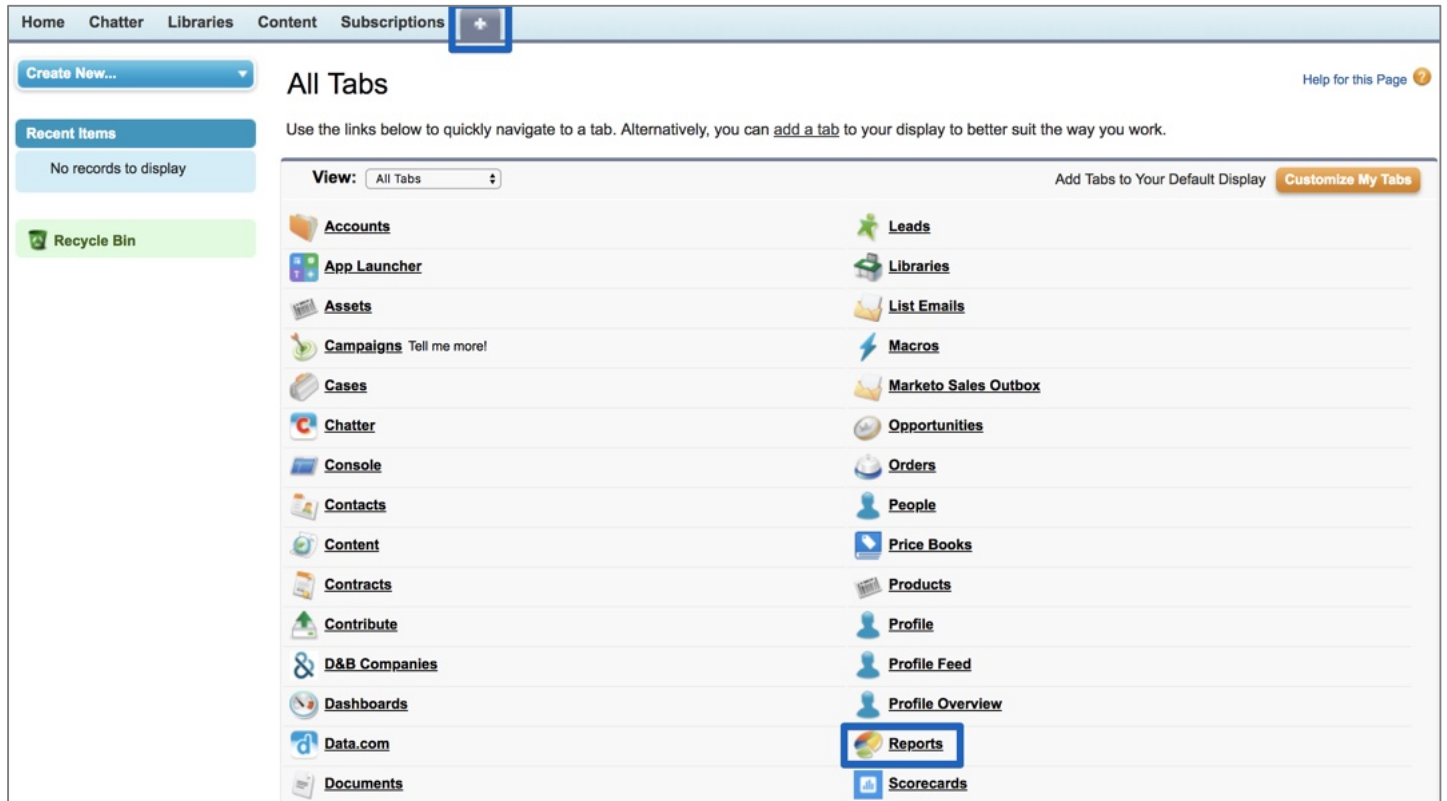 Home Chatter Libraries Content Subscriptions +
Create New...
All Tabs
Help for this Page ?
Recent Items
No records to display
Recycle Bin
Use the links below to quickly navigate to a tab. Alternatively, you can add a tab to your display to better suit the way you work.
View: All Tabs
Add Tabs to Your Default Display Customize My Tabs
Accounts
App Launcher
Assets
Campaigns Tell me more!
Cases
Chatter
Console
Contacts
Content
Contracts
Contribute
D&B Companies
Dashboards
Data.com
Documents
Leads
Libraries
List Emails
Macros
Marketo Sales Outbox
Opportunities
Orders
People
Price Books
Products
Profile
Profile Feed
Profile Overview
Reports
Scorecards